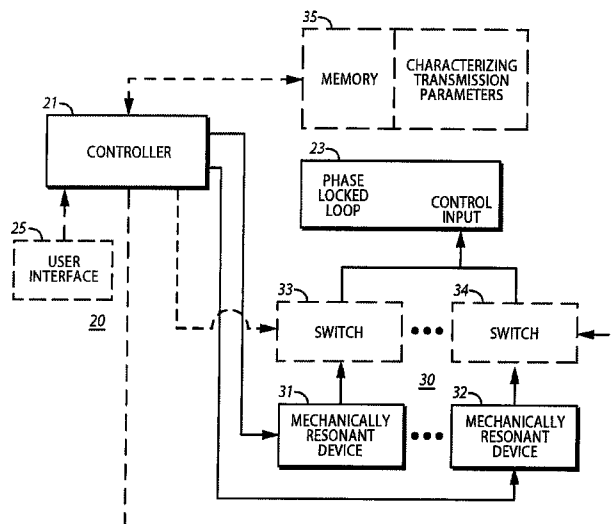 35
MEMORY
CHARACTERIZING
TRANSMISSION
PARAMETERS
21
CONTROLLER
23
PHASE
LOCKED
LOOP
CONTROL
INPUT
25
USER
INTERFACE
20
33
SWITCH
34
SWITCH
30
31
MECHANICALLY
RESONANT
DEVICE
32
MECHANICALLY
RESONANT
DEVICE